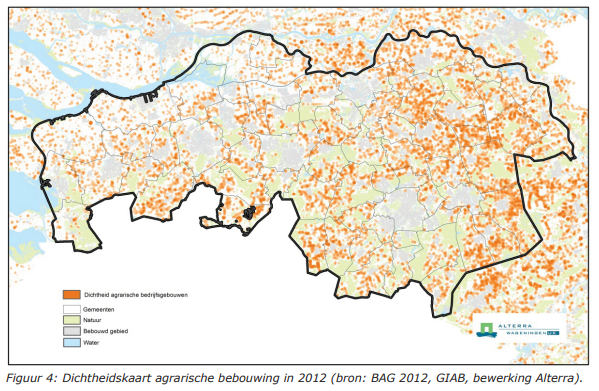 Dichtheid agrarische bedrijfsgebouwen
Gemeenten
Natuur
Bebouwd gebied
Water
ALTERRA
WAGENINGEN UR
Figuur 4: Dichtheidskaart agrarische bebouwing in 2012 (bron: BAG 2012, GIAB, bewerking Alterra).